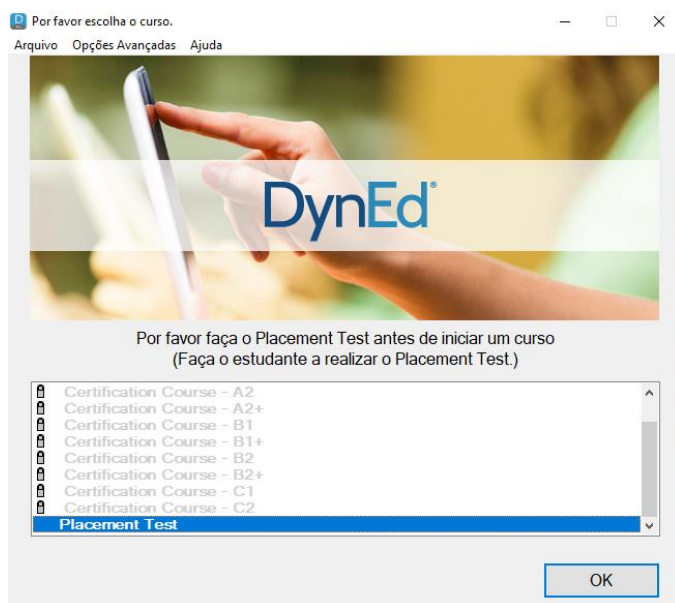 Por favor escolha o curso.
Arquivo Opções Avançadas Ajuda
DynEd®
Por favor faça o Placement Test antes de iniciar um curso
(Faça o estudante a realizar o Placement Test.)
Certification Course - A2
Certification Course - A2+
Certification Course - B1
Certification Course - B1+
Certification Course - B2
Certification Course - B2+
Certification Course - C1
Certification Course - C2
Placement Test
OK